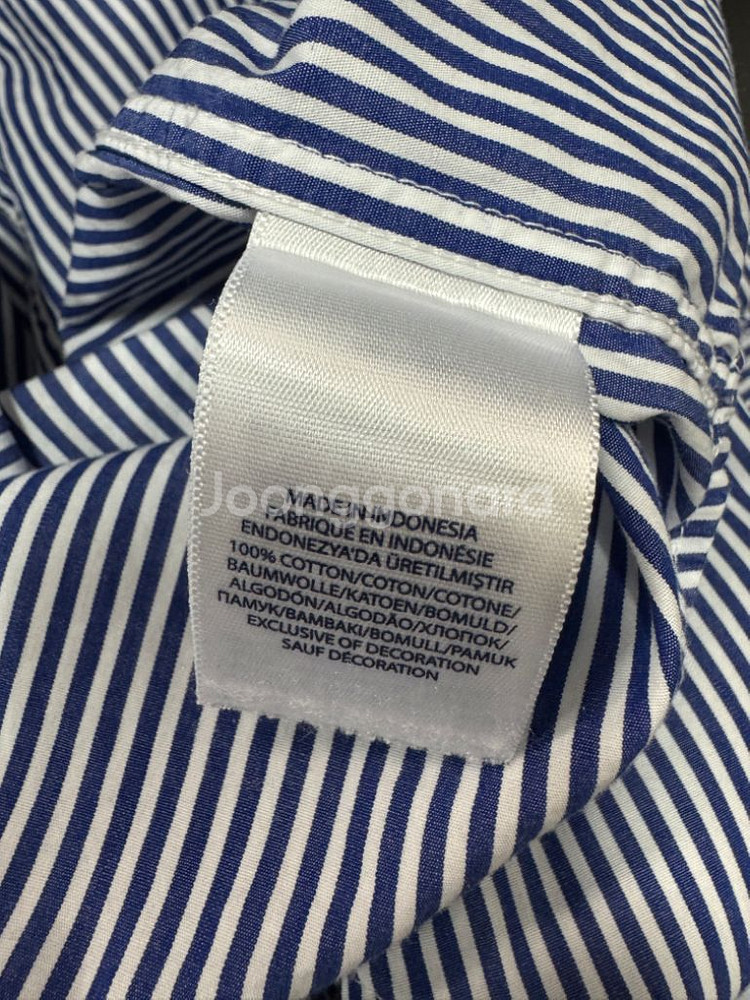 Joonggonara
MADE IN INDONESIA
FABRIQUÉ EN INDONÉSIE
ENDONEZYA'DA ÜRETILMIŞTIR
100% COTTON/COTON/COTONE/
BAUMWOLLE/KATOEN/BOMULD/
ALGODÓN/ALGODÃO/ХЛОПОК/
ПАМУК/BAMBAKI/BOMULL/PAMUK
EXCLUSIVE OF DECORATION
SAUF DÉCORATION